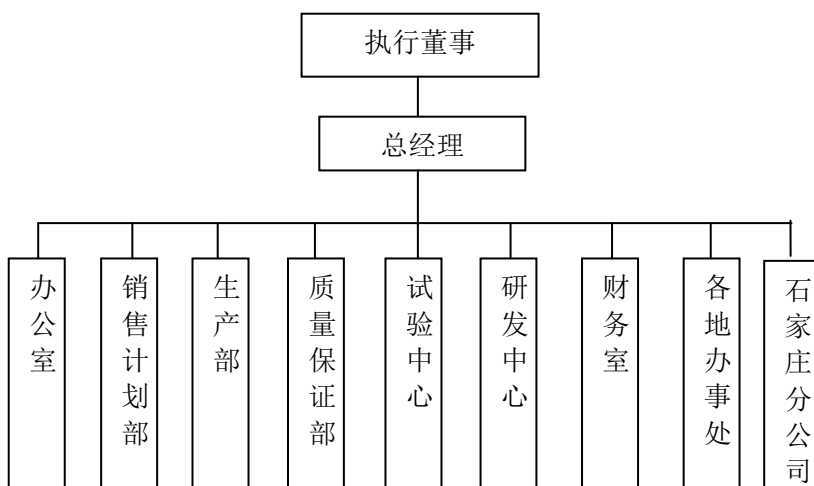 执行董事
总经理
办公室
销售计划部
生产部
质量保证部
试验中心
研发中心
财务室
各地办事处
石家庄分公司